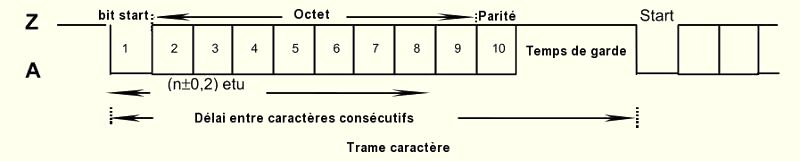 bit start Octet Parité Start
Z
1 2 3 4 5 6 7 8 9 10 Temps de garde
A
(n±0,2) etu
Délai entre caractères consécutifs
Trame caractère